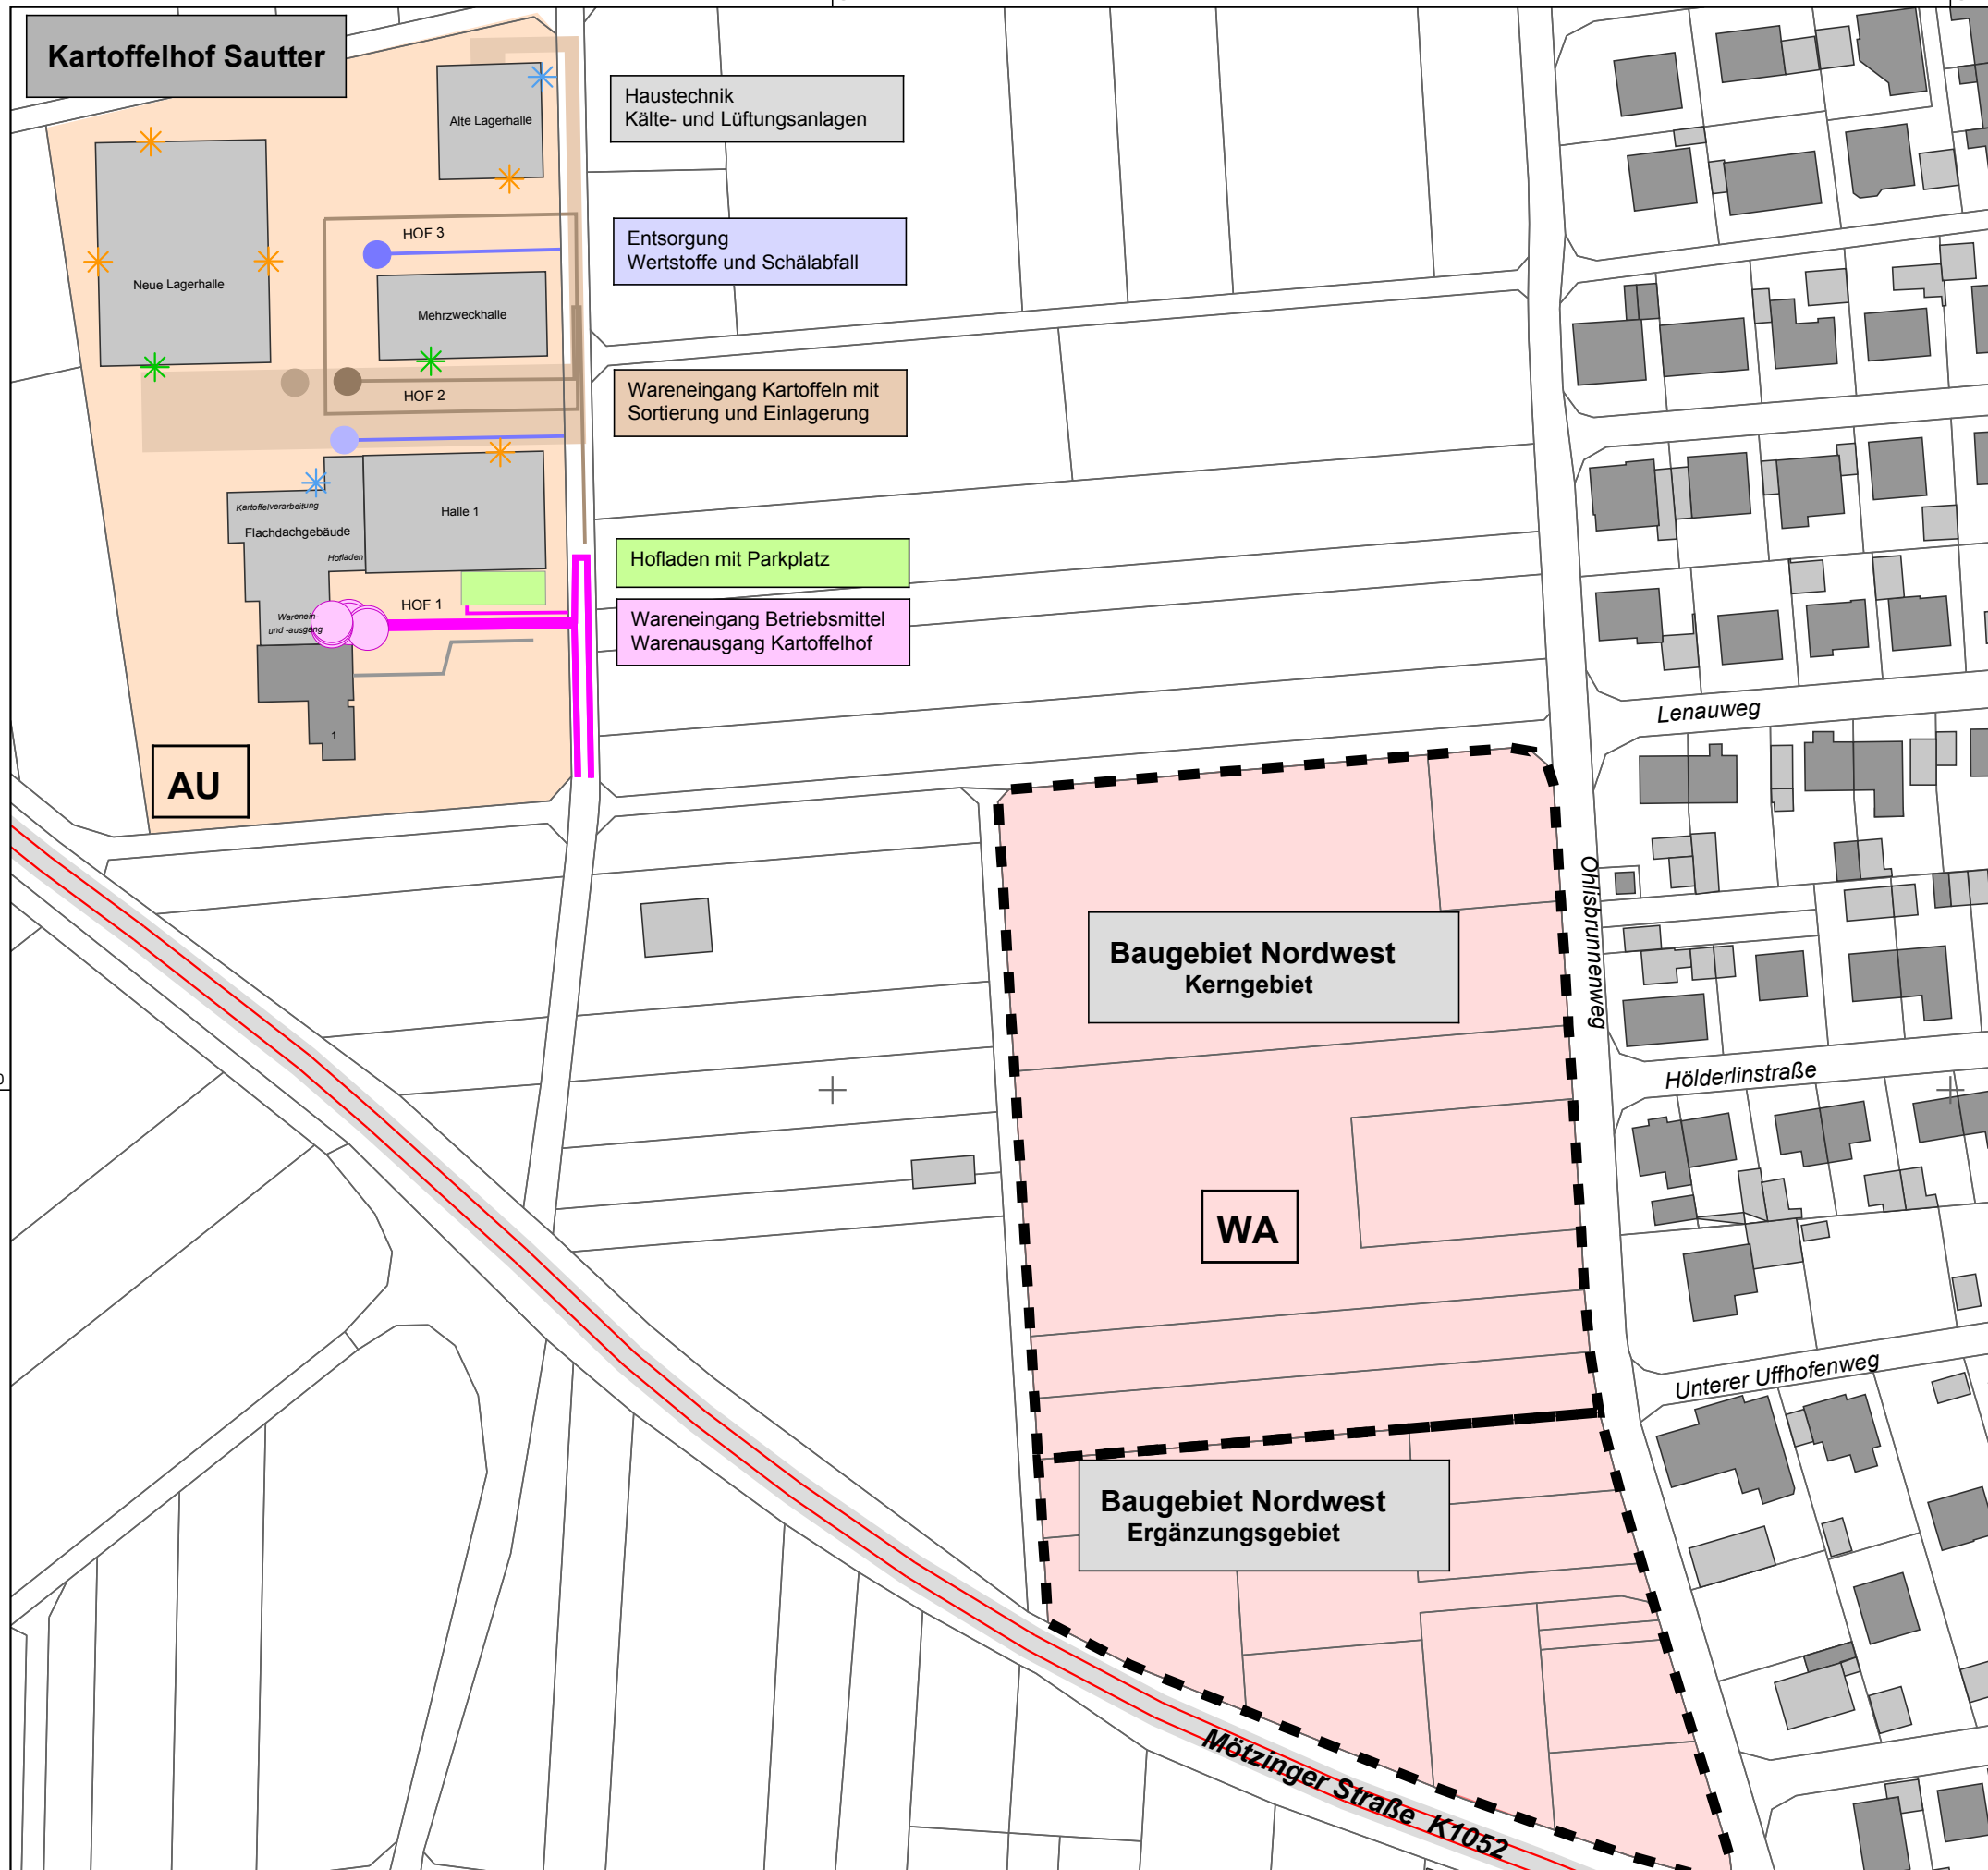 Kartoffelhof Sautter
Haustechnik
Kälte- und Lüftungsanlagen
Alte Lagerhalle
Entsorgung
Wertstoffe und Schälabfall
HOF 3
Neue Lagerhalle
Mehrzweckhalle
Wareneingang Kartoffeln mit
Sortierung und Einlagerung
HOF 2
Kartoffelverarbeitung
Flachdachgebäude
Halle 1
Hofladen
Hofladen mit Parkplatz
HOF 1
Warenein-
und -ausgang
Wareneingang Betriebsmittel
Warenausgang Kartoffelhof
1
AU
Lenauweg
Ohlisbrunnenweg
Baugebiet Nordwest
Kerngebiet
Hölderlinstraße
WA
Unterer Uffhofenweg
Baugebiet Nordwest
Ergänzungsgebiet
Mötzinger Straße K1052